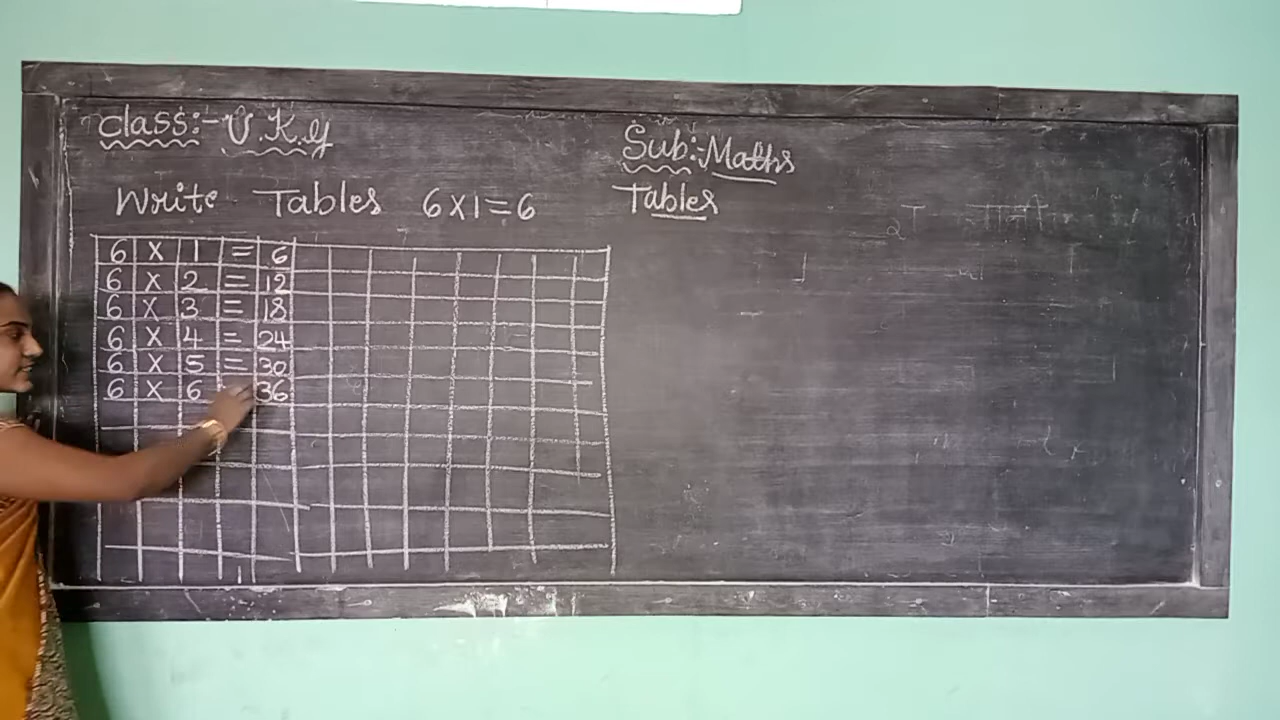 Class:- U.K.G
Sub:- Maths
Write Tables 6x1=6
Tables
6 x 1 = 6
6 x 2 = 12
6 x 3 = 18
6 x 4 = 24
6 x 5 = 30
6 x 6 36